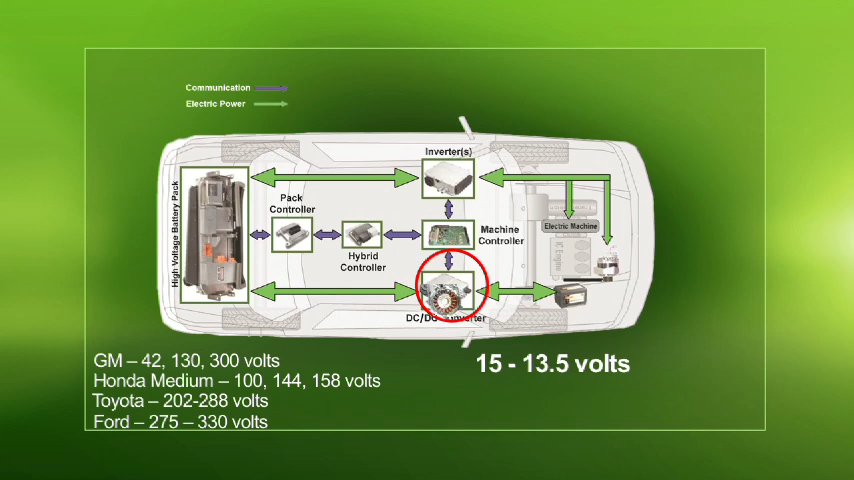 Communication
Electric Power
Inverter(s)
High Voltage Battery Pack
Pack
Controller
Machine
Controller
Electric Machine
Hybrid
Controller
IC Engine
DC/DC Converter
GM – 42, 130, 300 volts
15 - 13.5 volts
Honda Medium – 100, 144, 158 volts
Toyota – 202-288 volts
Ford – 275 – 330 volts